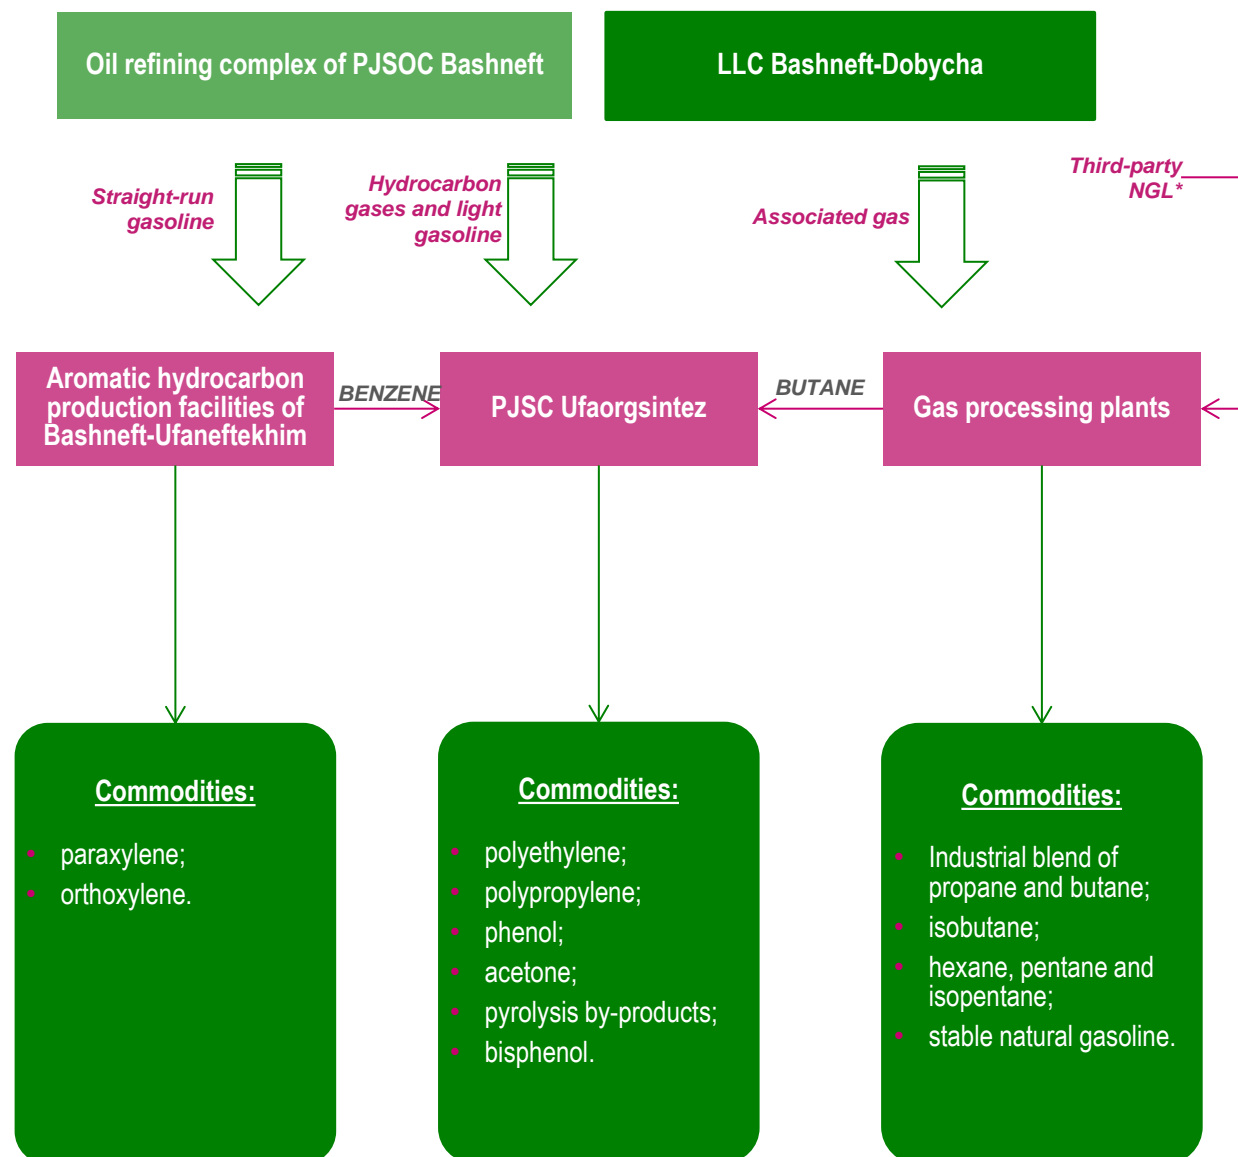 Oil refining complex of PJSOC Bashneft
LLC Bashneft-Dobycha
Straight-run
gasoline
Hydrocarbon
gases and light
gasoline
Associated gas
Third-party
NGL*
Aromatic hydrocarbon
production facilities of
Bashneft-Ufaneftekhim
BENZENE
PJSC Ufaorgsintez
BUTANE
Gas processing plants
Commodities:
• paraxylene;
• orthoxylene.
Commodities:
• polyethylene;
• polypropylene;
• phenol;
• acetone;
• pyrolysis by-products;
• bisphenol.
Commodities:
• Industrial blend of
propane and butane;
• isobutane;
• hexane, pentane and
isopentane;
• stable natural gasoline.